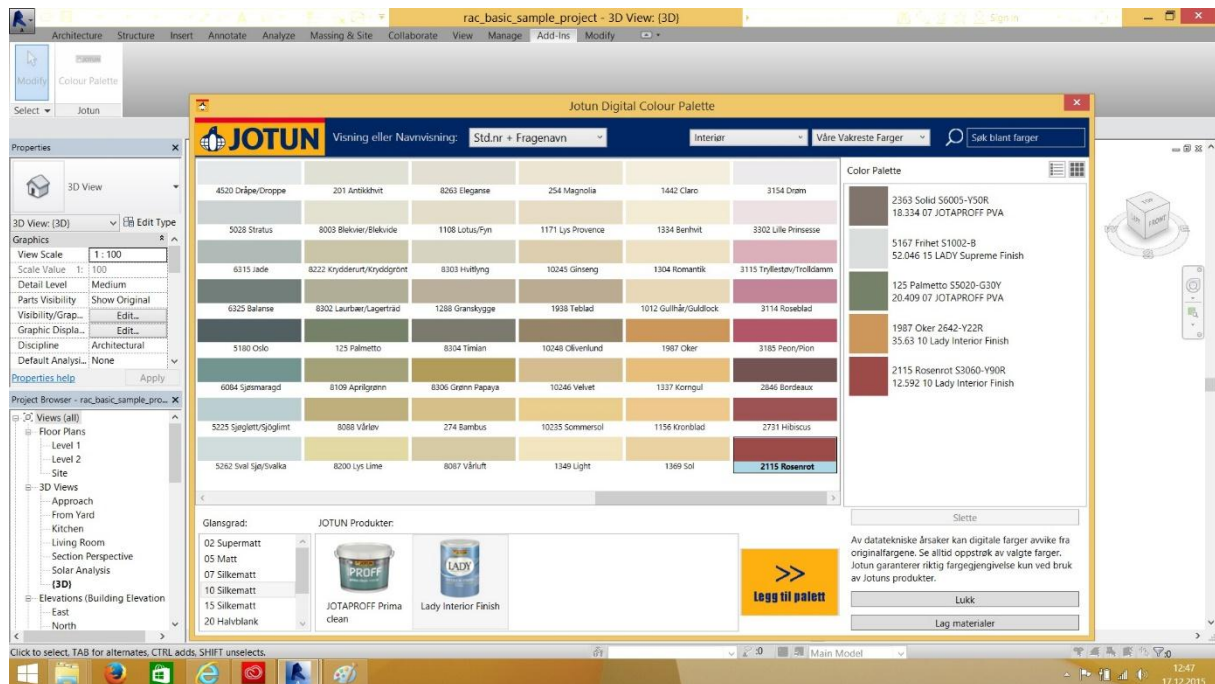 rac_basic_sample_project - 3D View: {3D}
Sign In
Architecture Structure Insert Annotate Analyze Massing & Site Collaborate View Manage Add-Ins Modify
Modify
Colour Palette
Select
Jotun
Jotun Digital Colour Palette
JOTUN
Visning eller Navnvisning:
Std.nr + Fragenavn
Interiør
Våre Vakreste Farger
Søk blant farger
Properties
3D View
3D View: {3D}
Edit Type
Graphics
View Scale 1 : 100
Scale Value 1: 100
Detail Level Medium
Parts Visibility Show Original
Visibility/Grap... Edit...
Graphic Displa... Edit...
Discipline Architectural
Default Analysi... None
Properties help
Apply
Project Browser - rac_basic_sample_pro...
Views (all)
Floor Plans
Level 1
Level 2
Site
3D Views
Approach
From Yard
Kitchen
Living Room
Section Perspective
Solar Analysis
{3D}
Elevations (Building Elevation
East
North
4520 Dråpe/Droppe 201 Antikkhvit 8263 Eleganse 254 Magnolia 1442 Claro 3154 Drøm
5028 Stratus 8003 Blekvier/Blekvide 1108 Lotus/Fyn 1171 Lys Provence 1334 Benhvit 3302 Lille Prinsesse
6315 Jade 8222 Krydderurt/Kryddgrönt 8303 Hvitlyng 10245 Ginseng 1304 Romantik 3115 Tryllestøv/Trolldamm
6325 Balanse 8302 Laurbær/Lagerträd 1288 Granskygge 1938 Teblad 1012 Gullhår/Guldlock 3114 Roseblad
5180 Oslo 125 Palmetto 8304 Timian 10248 Olivenlund 1987 Oker 3185 Peon/Pion
6084 Sjøsmaragd 8109 Aprilgrønn 8306 Grønn Papaya 10246 Velvet 1337 Korngul 2846 Bordeaux
5225 Sjøgløtt/Sjöglimt 8088 Vårløv 274 Bambus 10235 Sommersol 1156 Kronblad 2731 Hibiscus
5262 Sval Sjø/Svalka 8200 Lys Lime 8087 Vårluft 1349 Light 1369 Sol 2115 Rosenrot
Color Palette
2363 Solid S6005-Y50R
18.334 07 JOTAPROFF PVA
5167 Frihet S1002-B
52.046 15 LADY Supreme Finish
125 Palmetto S5020-G30Y
20.409 07 JOTAPROFF PVA
1987 Oker 2642-Y22R
35.63 10 Lady Interior Finish
2115 Rosenrot S3060-Y90R
12.592 10 Lady Interior Finish
Slette
Glansgrad:
02 Supermatt
05 Matt
07 Silkematt
10 Silkematt
15 Silkematt
20 Halvblank
JOTUN Produkter:
PROFF
LADY
JOTAPROFF Prima clean
Lady Interior Finish
>>
Legg til palett
Av datatekniske årsaker kan digitale farger avvike fra
originalfargene. Se alltid oppstrøk av valgte farger.
Jotun garanterer riktig fargegjengivelse kun ved bruk
av Jotuns produkter.
Lukk
Lag materialer
TOP
FRONT
Click to select, TAB for alternates, CTRL adds, SHIFT unselects.
:0
Main Model
:0
12:47
17.12.2015